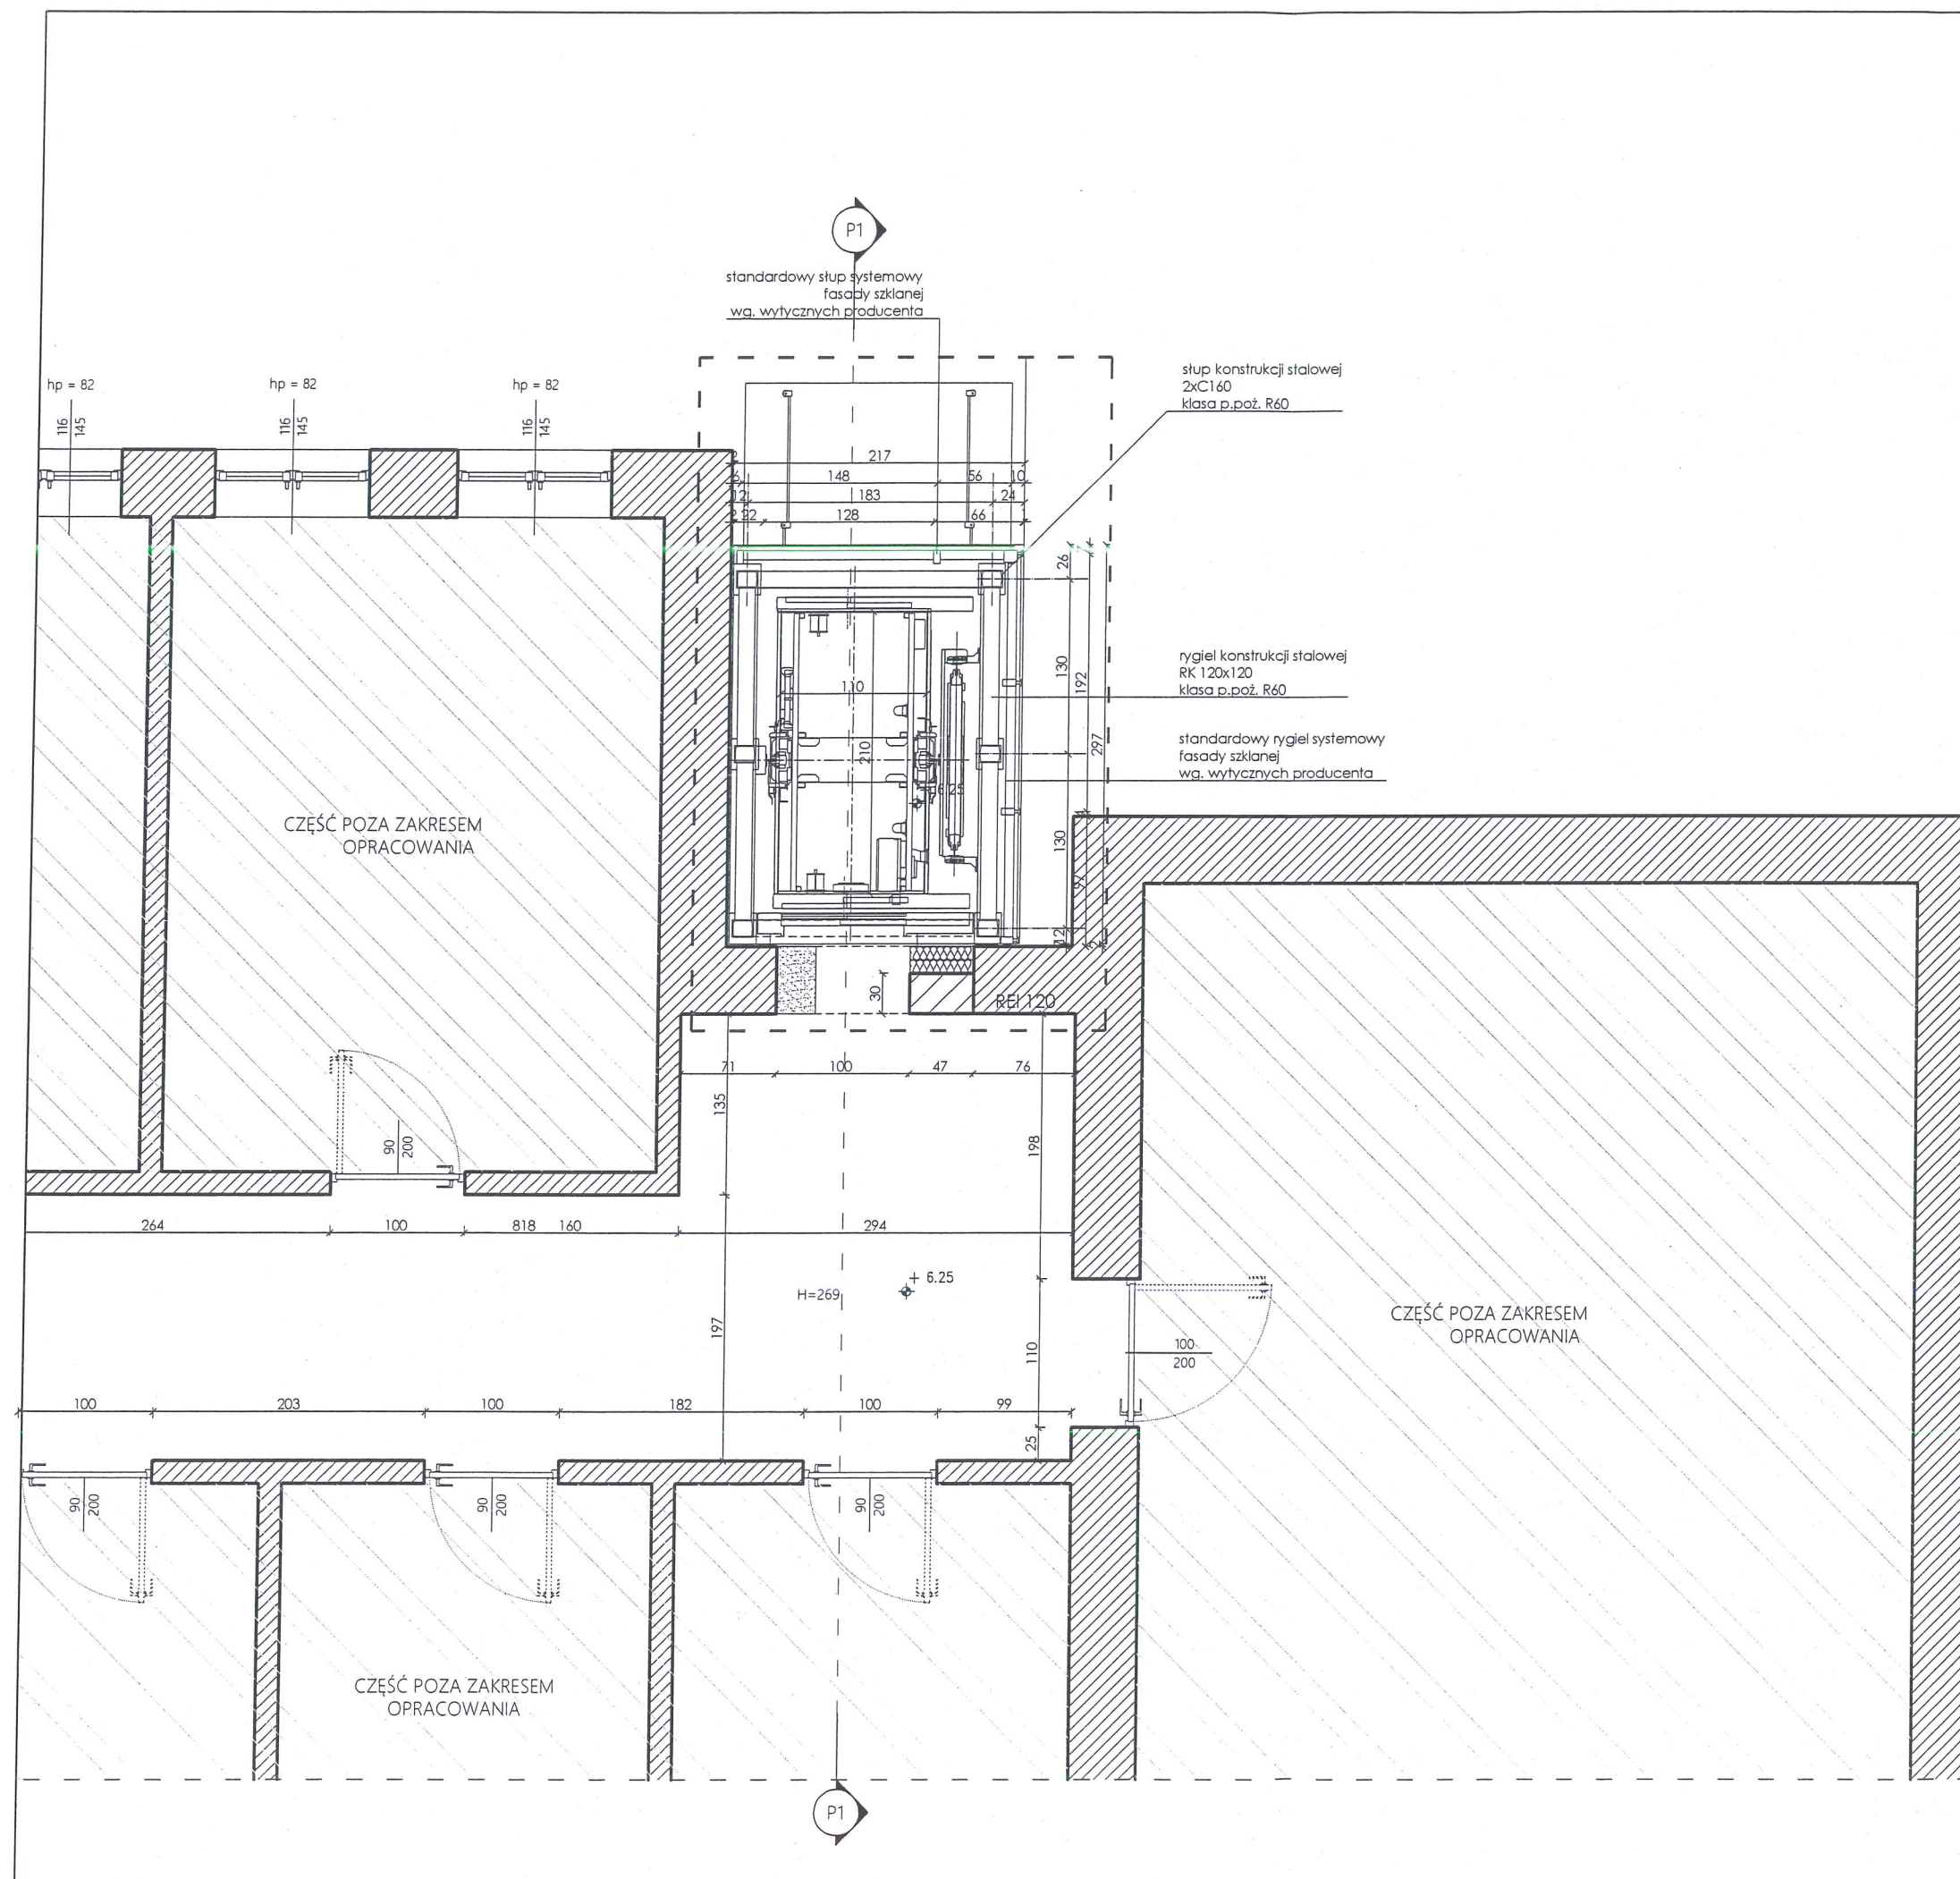 P1
standardowy słup systemowy
fasady szklanej
wg. wytycznych producenta
słup konstrukcji stalowej
2xC160
klasa p.poż. R60
hp = 82
hp = 82
hp = 82
116
145
116
145
116
145
217
148
56
10
12
183
24
22
128
66
26
130
192
297
110
210
6.25
rygiel konstrukcji stalowej
RK 120x120
klasa p.poż. R60
standardowy rygiel systemowy
fasady szklanej
wg. wytycznych producenta
CZĘŚĆ POZA ZAKRESEM
OPRACOWANIA
130
97
12
30
REI 120
71
100
47
76
135
198
90
200
264
100
818
160
294
+ 6.25
H=269
197
110
100
200
CZĘŚĆ POZA ZAKRESEM
OPRACOWANIA
100
203
100
182
100
99
25
90
200
90
200
90
200
CZĘŚĆ POZA ZAKRESEM
OPRACOWANIA
P1